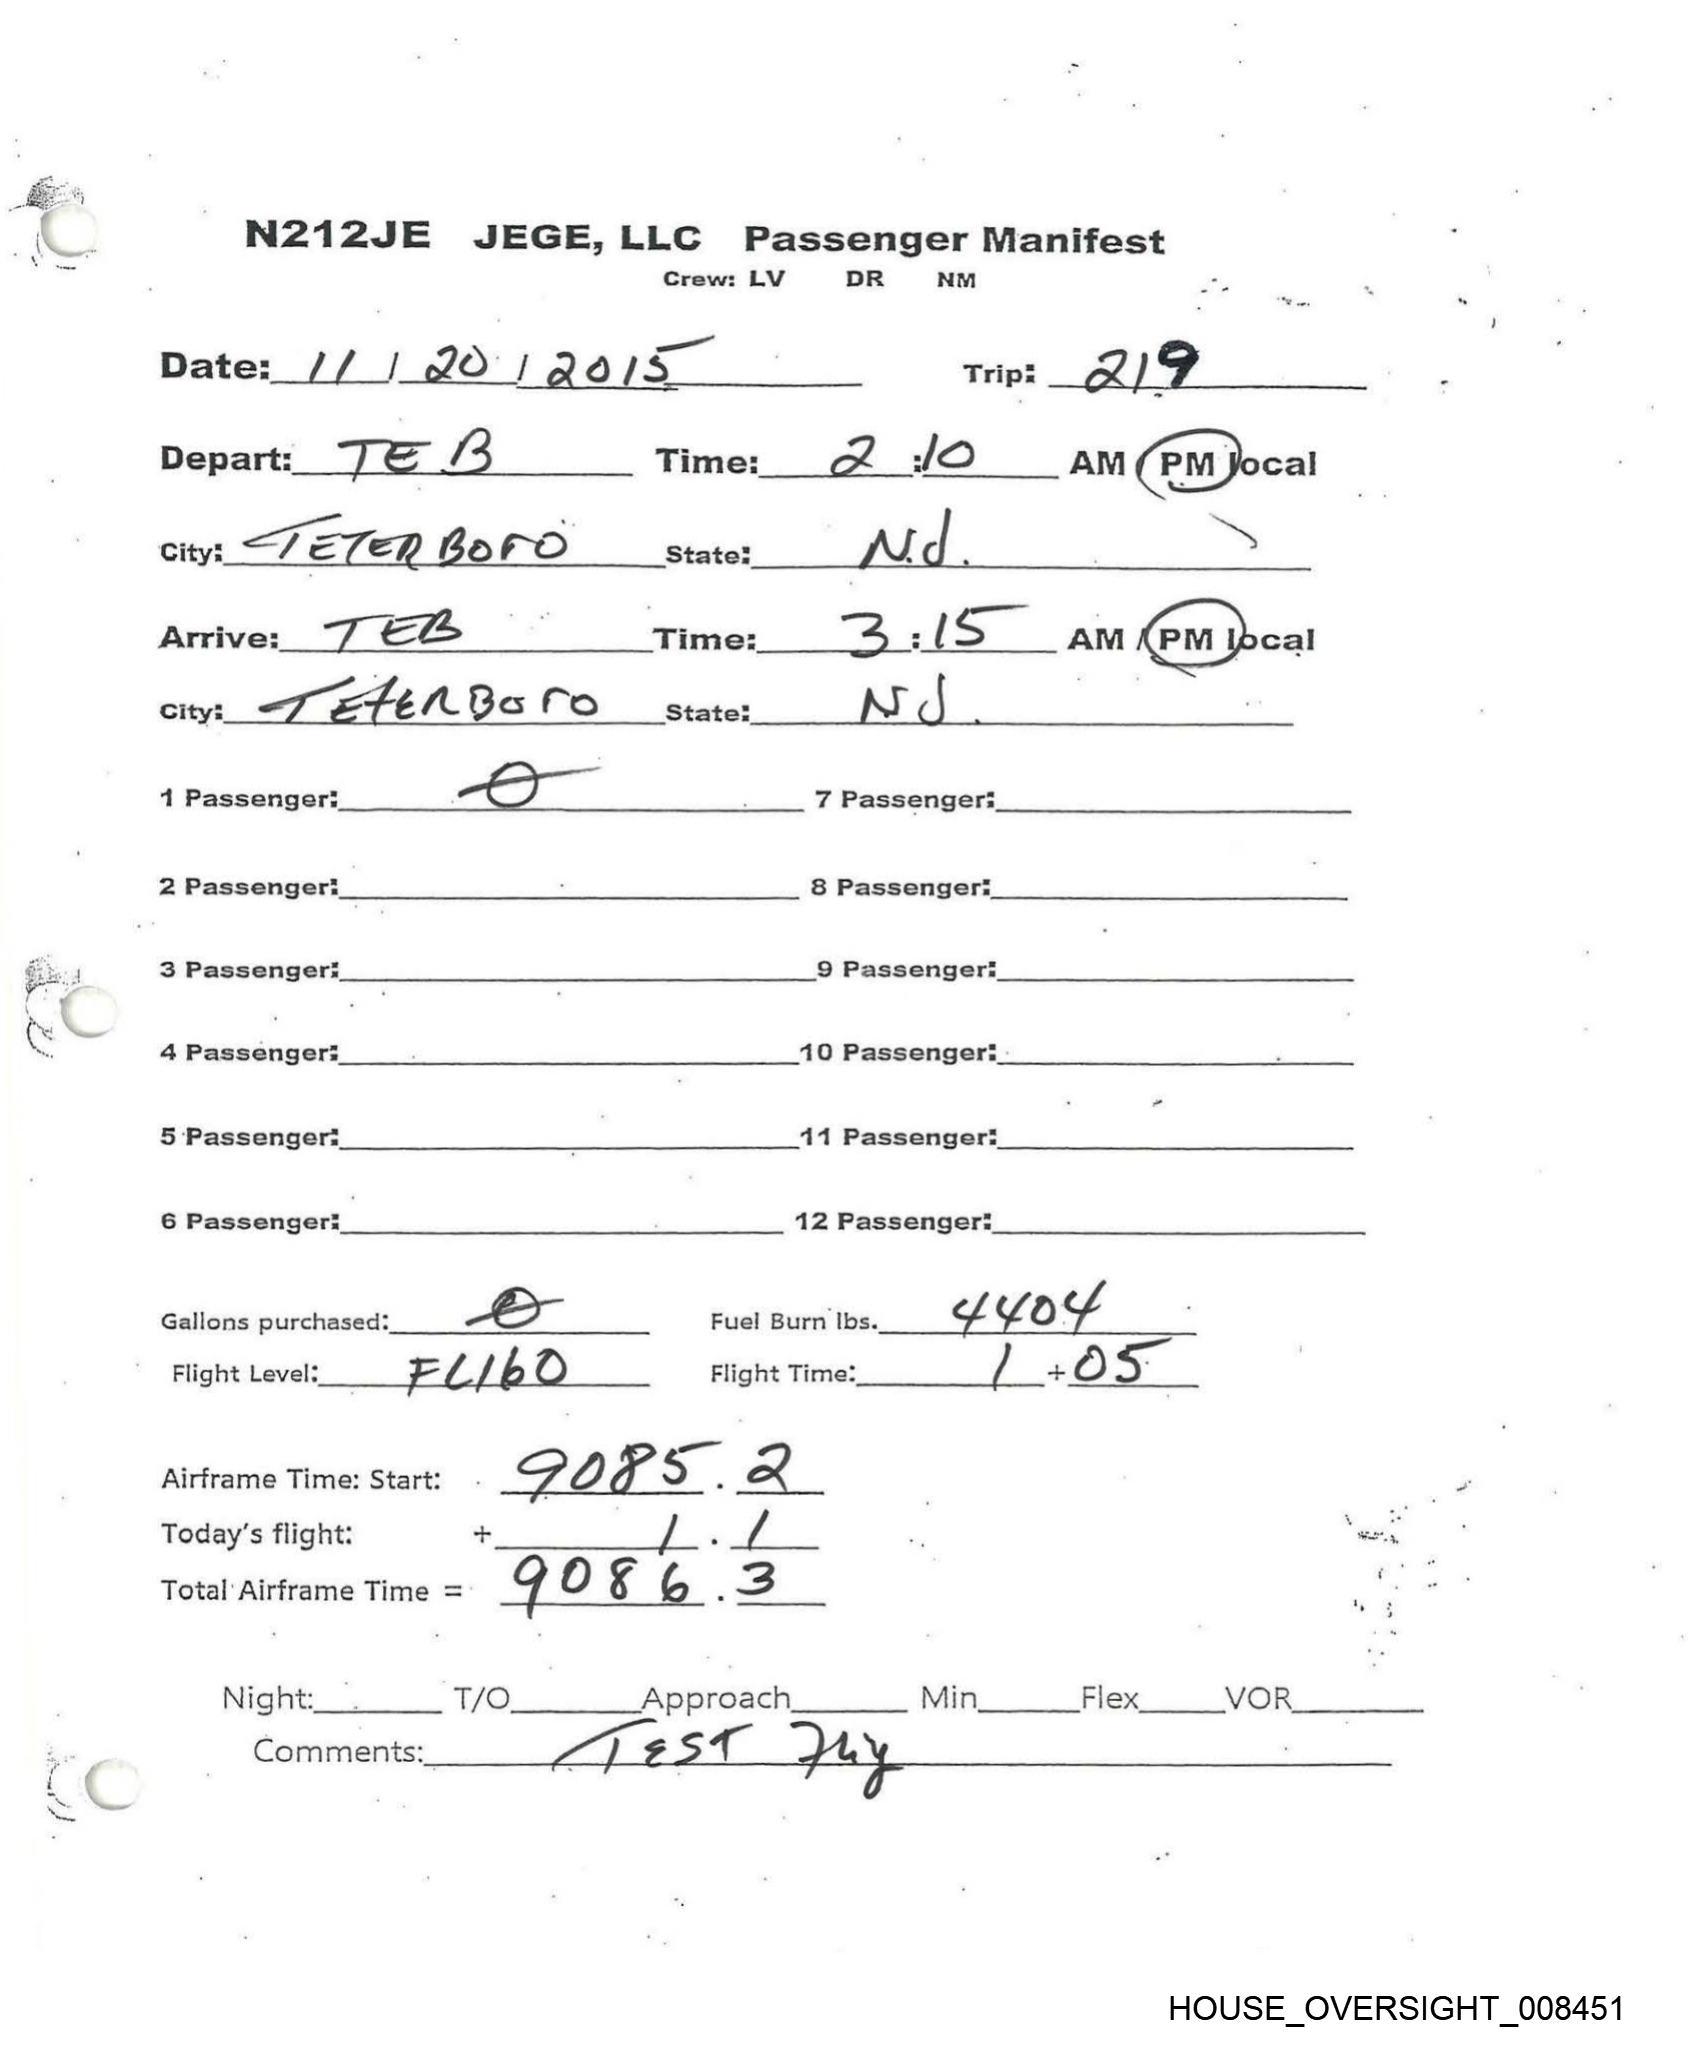 N212JE JEGE, LLC Passenger Manifest
Crew: LV DR NM
Date: 11 / 20 / 2015 Trip: 219
Depart: TEB Time: 2 :10 AM / PM local
City: TETERBORO State: N.J.
Arrive: TEB Time: 3 :15 AM / PM local
City: TETERBORO State: NJ.
1 Passenger: 0 7 Passenger:
2 Passenger: 8 Passenger:
3 Passenger: 9 Passenger:
4 Passenger: 10 Passenger:
5 Passenger: 11 Passenger:
6 Passenger: 12 Passenger:
Gallons purchased: 0 Fuel Burn lbs. 4404
Flight Level: FL160 Flight Time: 1 + 05
Airframe Time: Start: 9085 . 2
Today's flight: + 1 . 1
Total Airframe Time = 9086 . 3
Night: T/O Approach Min Flex VOR
Comments: TEST
HOUSE_OVERSIGHT_008451